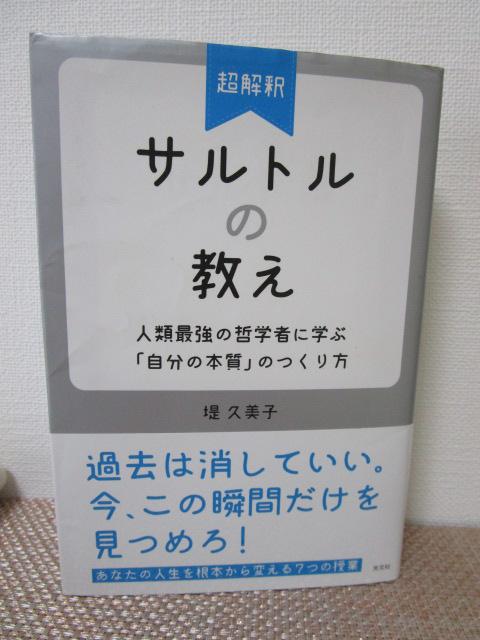 超解釈
サルトル
の
教え
人類最強の哲学者に学ぶ
「自分の本質」のつくり方
堤 久美子
過去は消していい。
今、この瞬間だけを
見つめろ!
あなたの人生を根本から変える7つの授業
光文社